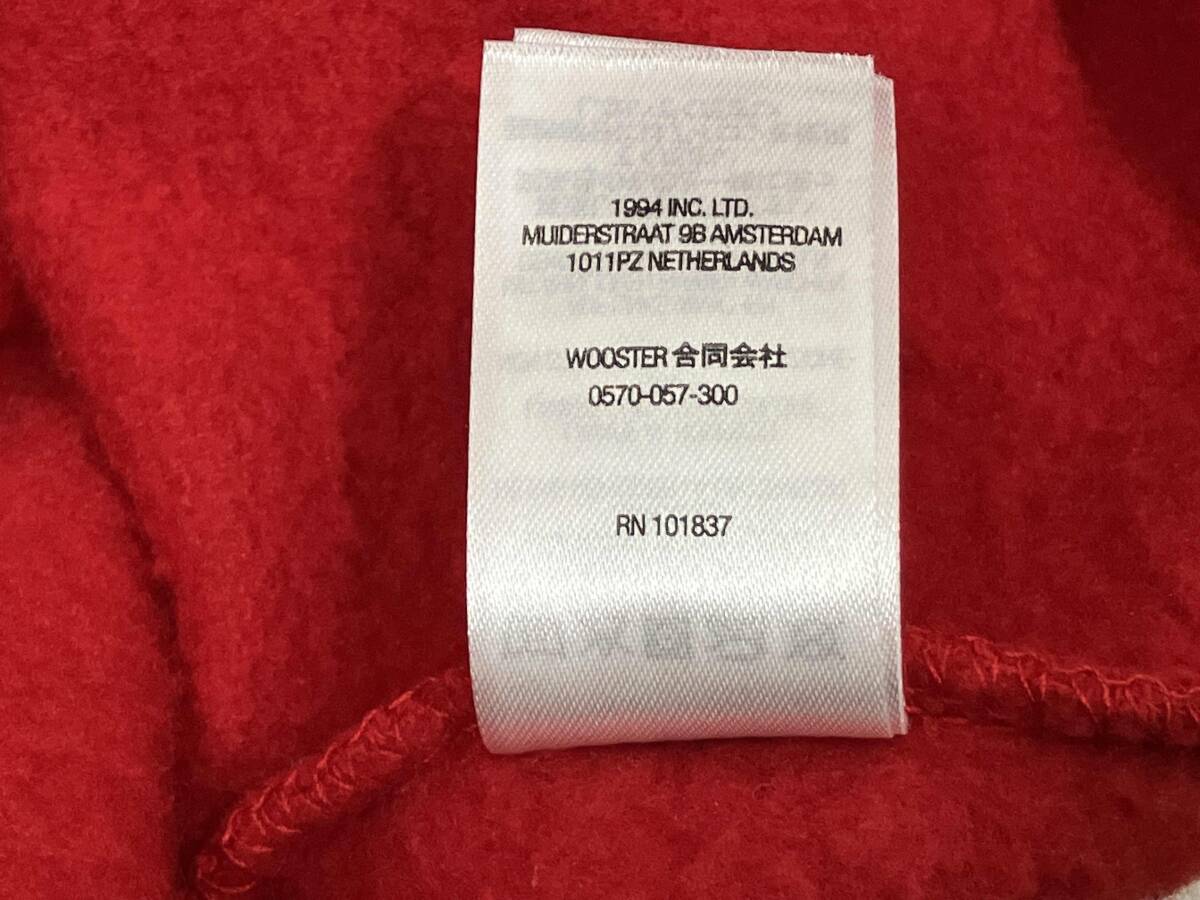 1994 INC. LTD.
MUIDERSTRAAT 9B AMSTERDAM
1011PZ NETHERLANDS
WOOSTER 合同会社
0570-057-300
RN 101837